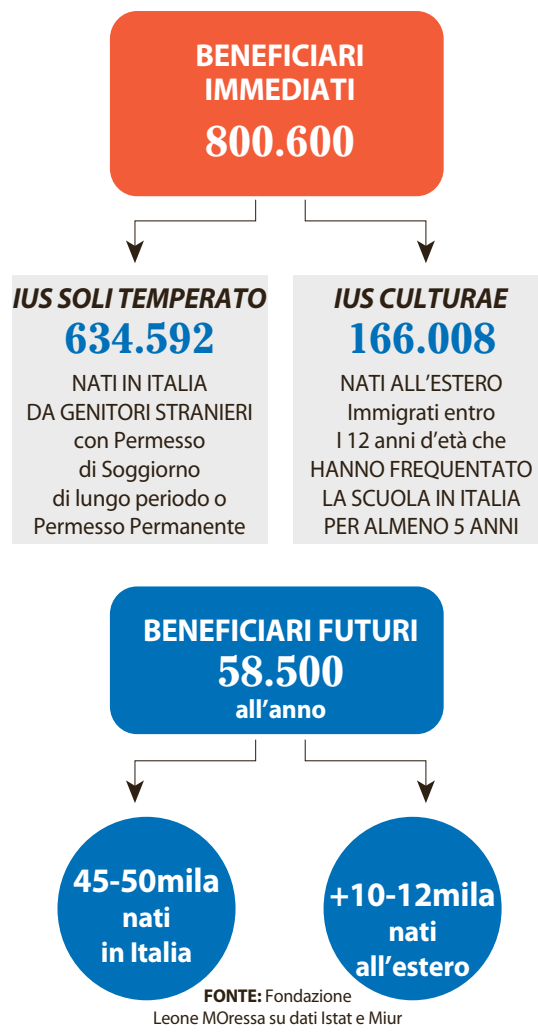 BENEFICIARI
IMMEDIATI
800.600
IUS SOLI TEMPERATO
634.592
NATI IN ITALIA
DA GENITORI STRANIERI
con Permesso
di Soggiorno
di lungo periodo o
Permesso Permanente
IUS CULTURAE
166.008
NATI ALL'ESTERO
Immigrati entro
I 12 anni d'età che
HANNO FREQUENTATO
LA SCUOLA IN ITALIA
PER ALMENO 5 ANNI
BENEFICIARI FUTURI
58.500
all'anno
45-50mila
nati
in Italia
+10-12mila
nati
all'estero
FONTE: Fondazione
Leone MOressa su dati Istat e Miur